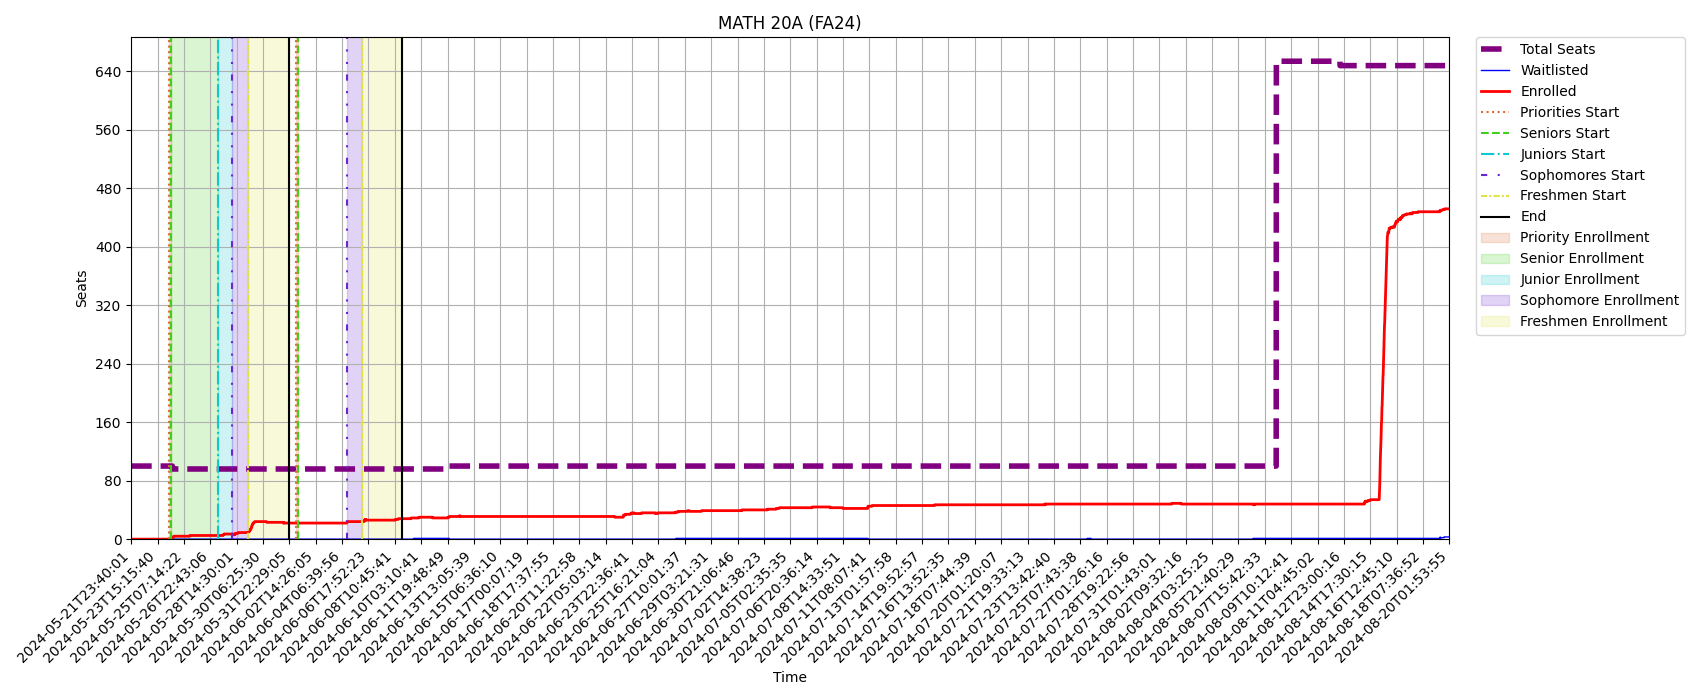 MATH 20A (FA24)
Seats
640
560
480
400
320
240
160
80
0
2024-05-21T23:40:01
2024-05-23T15:15:40
2024-05-25T07:14:22
2024-05-26T22:43:06
2024-05-28T14:30:01
2024-05-30T06:25:30
2024-05-31T22:29:05
2024-06-02T14:26:05
2024-06-04T06:39:56
2024-06-06T17:52:23
2024-06-08T10:45:41
2024-06-10T03:10:41
2024-06-11T19:48:49
2024-06-13T13:05:39
2024-06-15T06:36:10
2024-06-17T00:07:19
2024-06-18T17:37:55
2024-06-20T11:22:58
2024-06-22T05:03:14
2024-06-23T22:36:41
2024-06-25T16:21:04
2024-06-27T10:01:37
2024-06-29T03:21:31
2024-06-30T21:06:46
2024-07-02T14:38:23
2024-07-05T02:35:35
2024-07-06T20:36:14
2024-07-08T14:33:51
2024-07-11T08:07:41
2024-07-13T01:57:58
2024-07-14T19:52:57
2024-07-16T13:52:35
2024-07-18T07:44:39
2024-07-20T01:20:07
2024-07-21T19:33:13
2024-07-23T13:42:40
2024-07-25T07:43:38
2024-07-27T01:26:16
2024-07-28T19:22:56
2024-07-31T01:43:01
2024-08-02T09:32:16
2024-08-04T03:25:25
2024-08-05T21:40:29
2024-08-07T15:42:33
2024-08-09T10:12:41
2024-08-11T04:45:02
2024-08-12T23:00:16
2024-08-14T17:30:15
2024-08-16T12:45:10
2024-08-18T07:36:52
2024-08-20T01:53:55
Time
Total Seats
Waitlisted
Enrolled
Priorities Start
Seniors Start
Juniors Start
Sophomores Start
Freshmen Start
End
Priority Enrollment
Senior Enrollment
Junior Enrollment
Sophomore Enrollment
Freshmen Enrollment